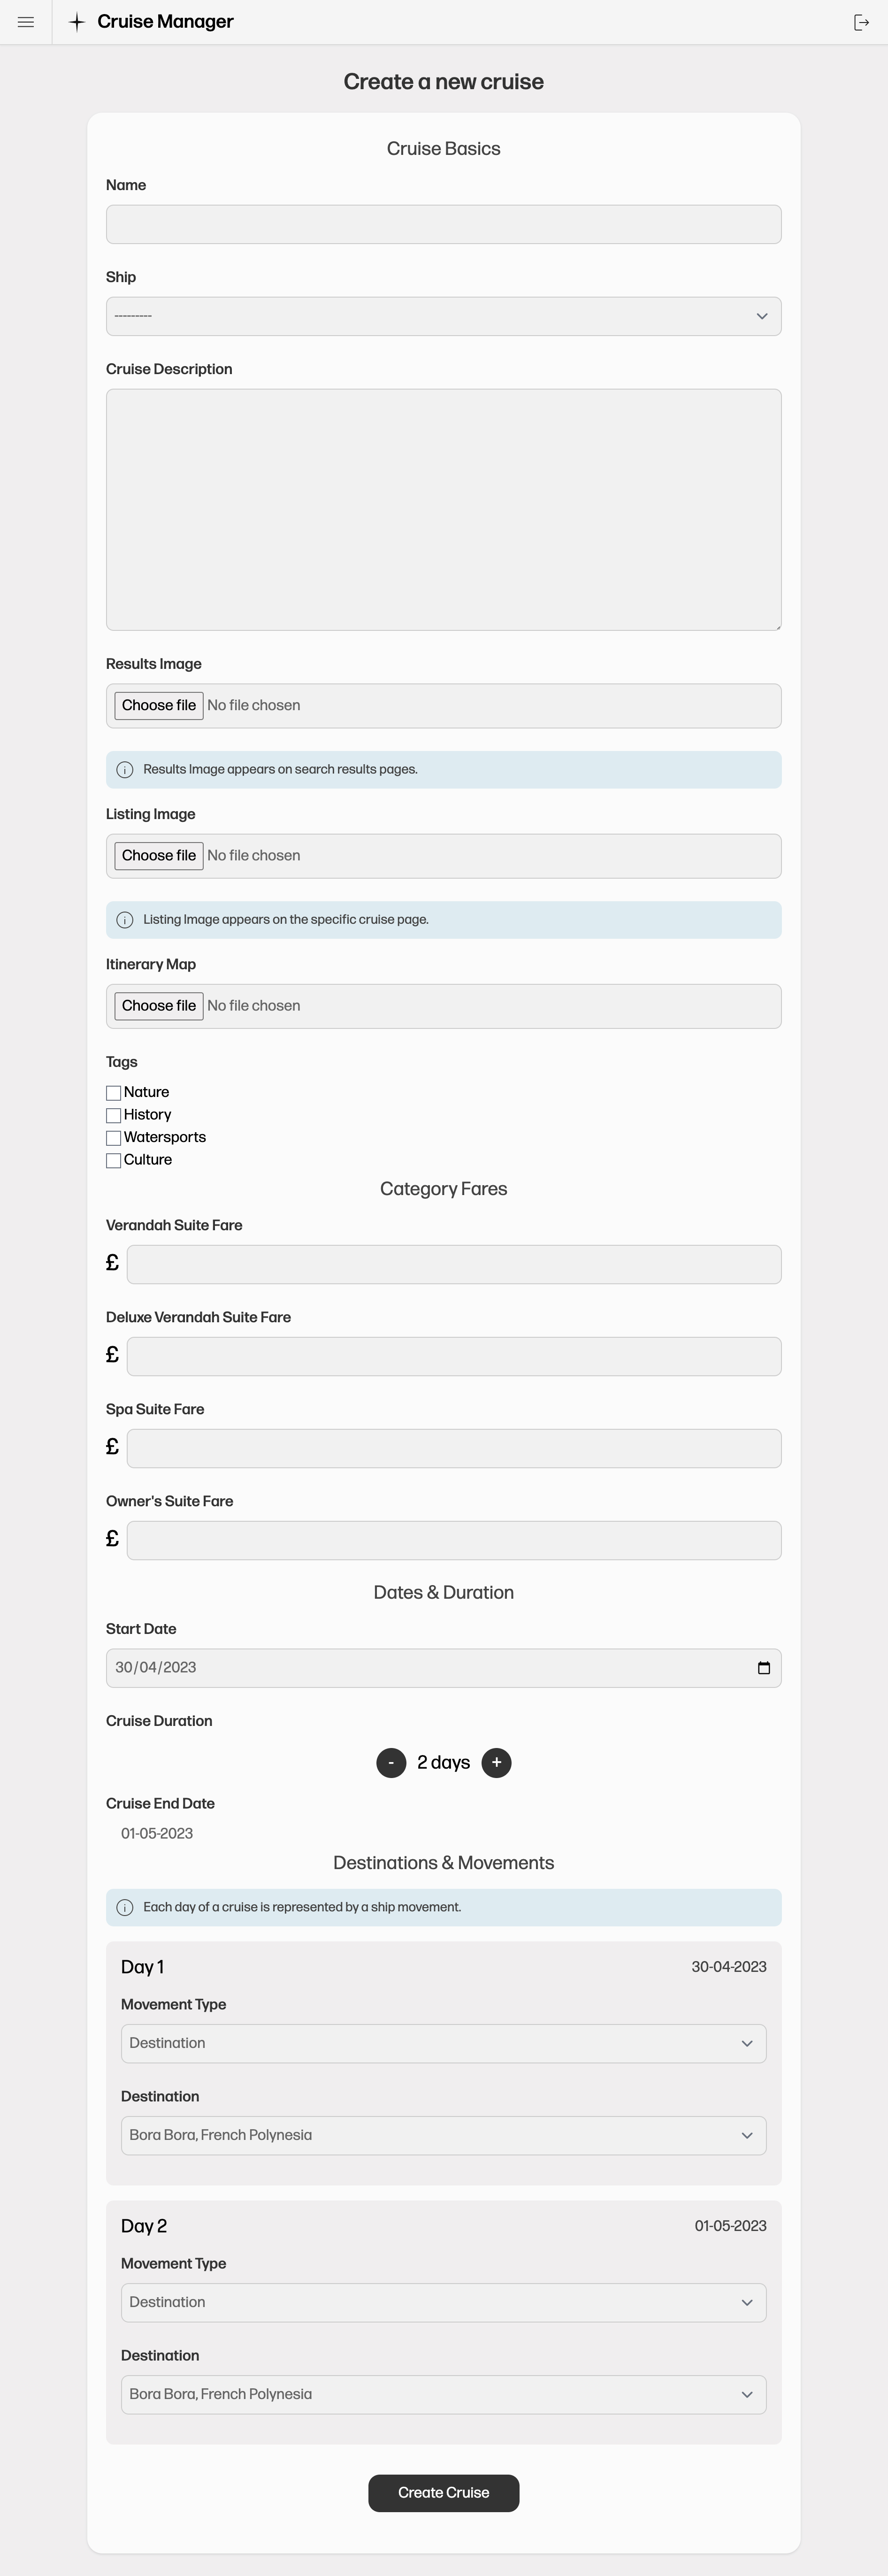 Cruise Manager
Create a new cruise
Cruise Basics
Name
Ship
---------
Cruise Description
Results Image
Choose file No file chosen
Results Image appears on search results pages.
Listing Image
Choose file No file chosen
Listing Image appears on the specific cruise page.
Itinerary Map
Choose file No file chosen
Tags
Nature
History
Watersports
Culture
Category Fares
Verandah Suite Fare
£
Deluxe Verandah Suite Fare
£
Spa Suite Fare
£
Owner's Suite Fare
£
Dates & Duration
Start Date
30/04/2023
Cruise Duration
- 2 days +
Cruise End Date
01-05-2023
Destinations & Movements
Each day of a cruise is represented by a ship movement.
Day 1 30-04-2023
Movement Type
Destination
Destination
Bora Bora, French Polynesia
Day 2 01-05-2023
Movement Type
Destination
Destination
Bora Bora, French Polynesia
Create Cruise